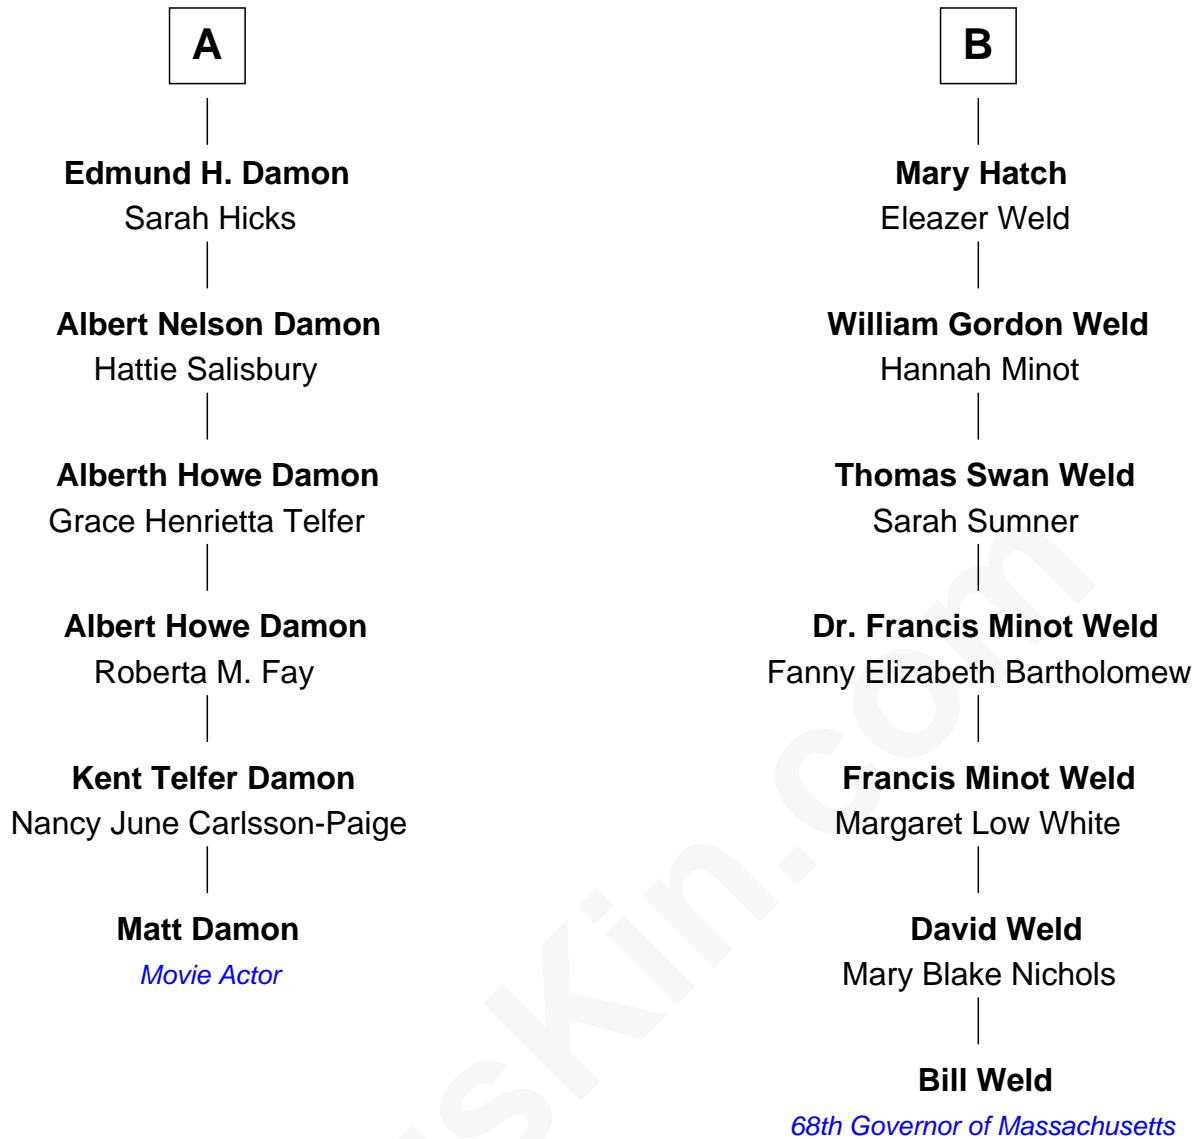 A
Edmund H. Damon
Sarah Hicks
Albert Nelson Damon
Hattie Salisbury
Alberth Howe Damon
Grace Henrietta Telfer
Albert Howe Damon
Roberta M. Fay
Kent Telfer Damon
Nancy June Carlsson-Paige
Matt Damon
Movie Actor
B
Mary Hatch
Eleazer Weld
William Gordon Weld
Hannah Minot
Thomas Swan Weld
Sarah Sumner
Dr. Francis Minot Weld
Fanny Elizabeth Bartholomew
Francis Minot Weld
Margaret Low White
David Weld
Mary Blake Nichols
Bill Weld
68th Governor of Massachusetts
sKin.com